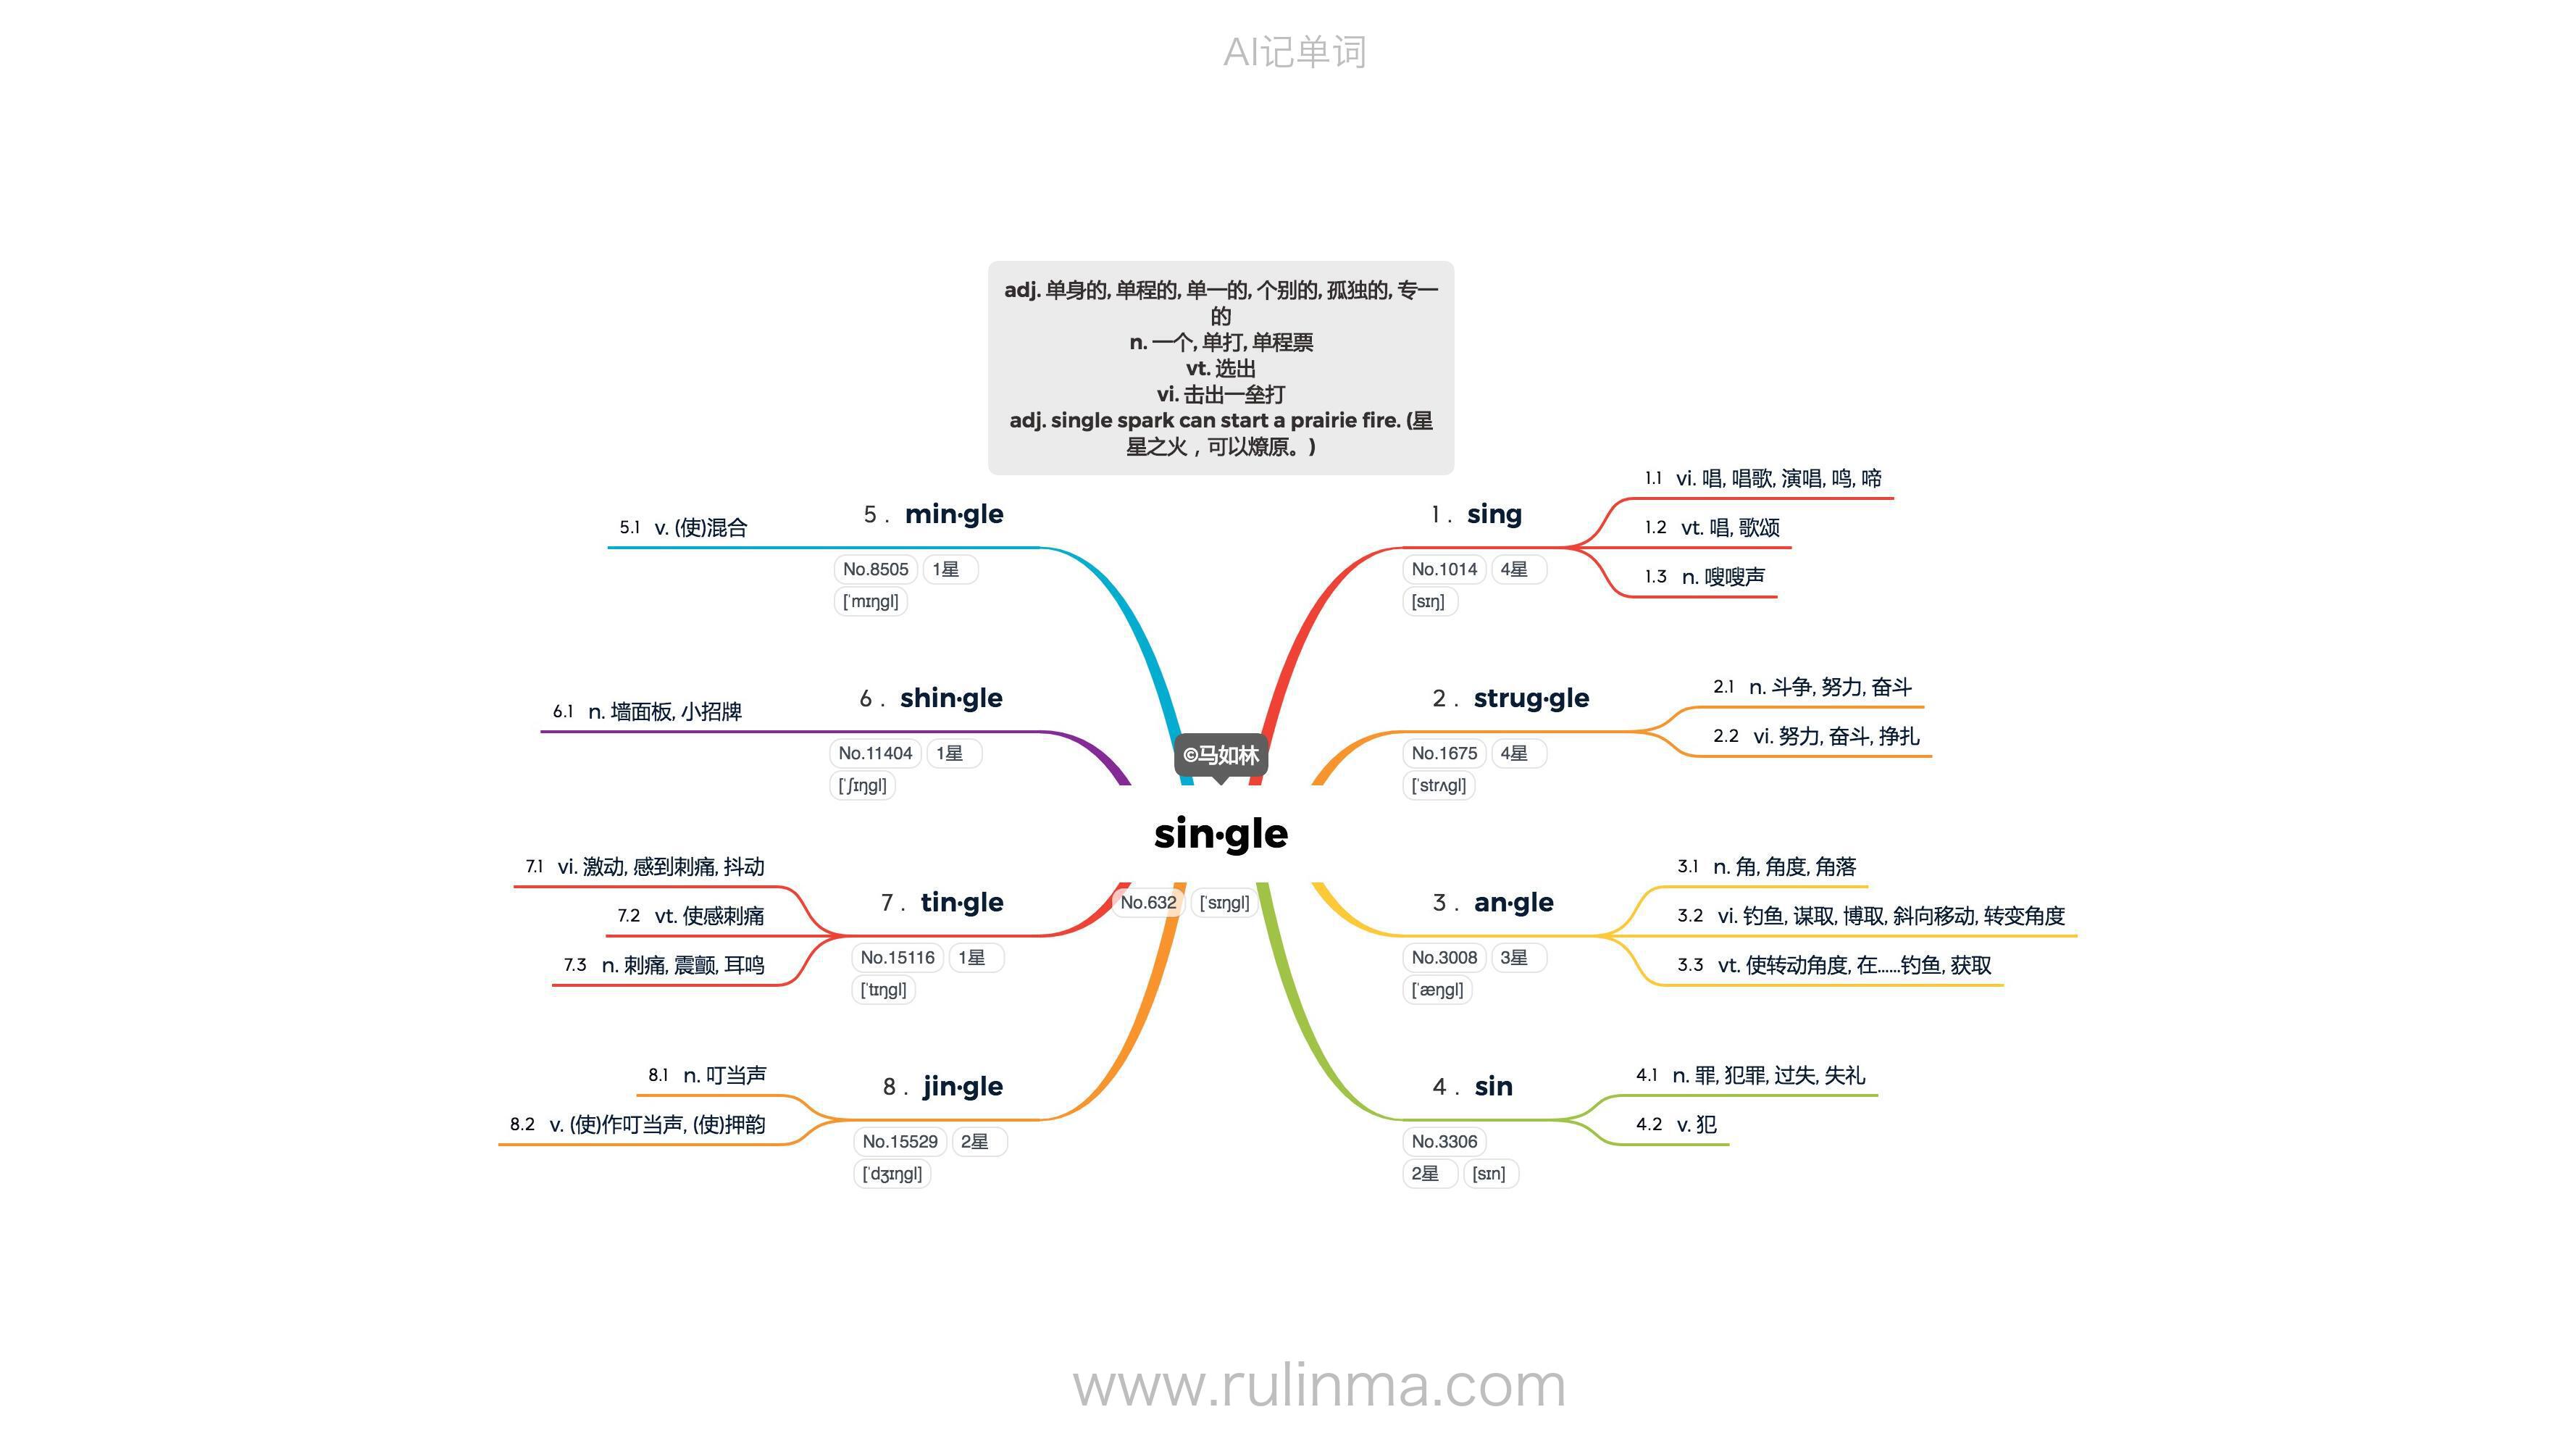 AI记单词
adj. 单身的, 单程的, 单一的, 个别的, 孤独的, 专一
的
n. 一个, 单打, 单程票
vt. 选出
vi. 击出一垒打
adj. single spark can start a prairie fire. (星
星之火，可以燎原。)
©马如林
sin·gle
No.632 [ˈsɪŋgl]
1 . sing
No.1014 4星
[sɪŋ]
1.1 vi. 唱, 唱歌, 演唱, 鸣, 啼
1.2 vt. 唱, 歌颂
1.3 n. 嗖嗖声
2 . strug·gle
No.1675 4星
[ˈstrʌgl]
2.1 n. 斗争, 努力, 奋斗
2.2 vi. 努力, 奋斗, 挣扎
3 . an·gle
No.3008 3星
[ˈæŋgl]
3.1 n. 角, 角度, 角落
3.2 vi. 钓鱼, 谋取, 博取, 斜向移动, 转变角度
3.3 vt. 使转动角度, 在……钓鱼, 获取
4 . sin
No.3306
2星 [sɪn]
4.1 n. 罪, 犯罪, 过失, 失礼
4.2 v. 犯
5 . min·gle
No.8505 1星
[ˈmɪŋgl]
5.1 v. (使)混合
6 . shin·gle
No.11404 1星
[ˈʃɪŋgl]
6.1 n. 墙面板, 小招牌
7 . tin·gle
No.15116 1星
[ˈtɪŋgl]
7.1 vi. 激动, 感到刺痛, 抖动
7.2 vt. 使感刺痛
7.3 n. 刺痛, 震颤, 耳鸣
8 . jin·gle
No.15529 2星
[ˈdʒɪŋgl]
8.1 n. 叮当声
8.2 v. (使)作叮当声, (使)押韵
www.rulinma.com